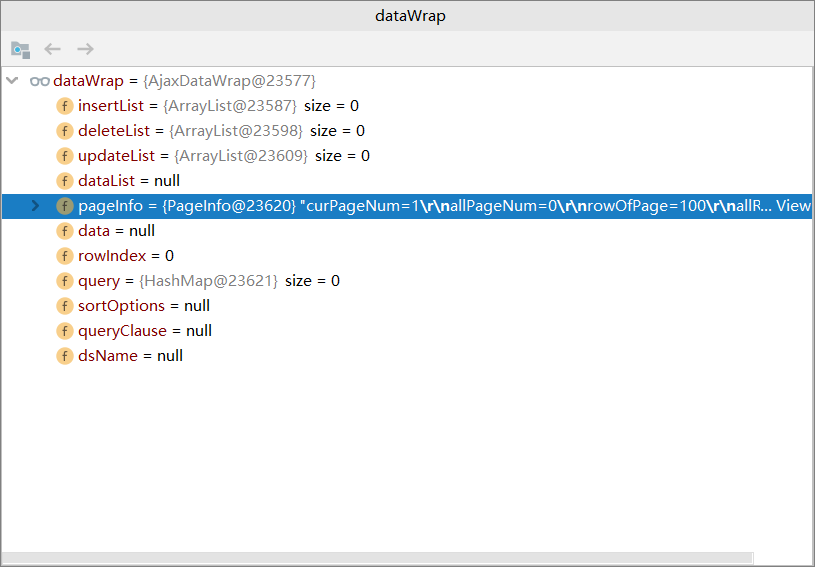 dataWrap
dataWrap = {AjaxDataWrap@23577}
f insertList = {ArrayList@23587} size = 0
f deleteList = {ArrayList@23598} size = 0
f updateList = {ArrayList@23609} size = 0
f dataList = null
f pageInfo = {PageInfo@23620} "curPageNum=1\r\nallPageNum=0\r\nrowOfPage=100\r\nallR... View
f data = null
f rowIndex = 0
f query = {HashMap@23621} size = 0
f sortOptions = null
f queryClause = null
f dsName = null